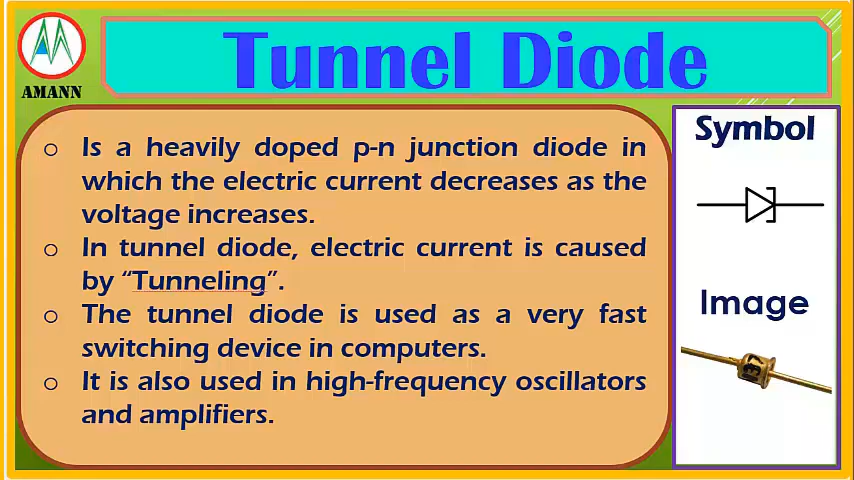 AMANN
Tunnel Diode
o Is a heavily doped p-n junction diode in
which the electric current decreases as the
voltage increases.
o In tunnel diode, electric current is caused
by “Tunneling”.
o The tunnel diode is used as a very fast
switching device in computers.
o It is also used in high-frequency oscillators
and amplifiers.
Symbol
Image